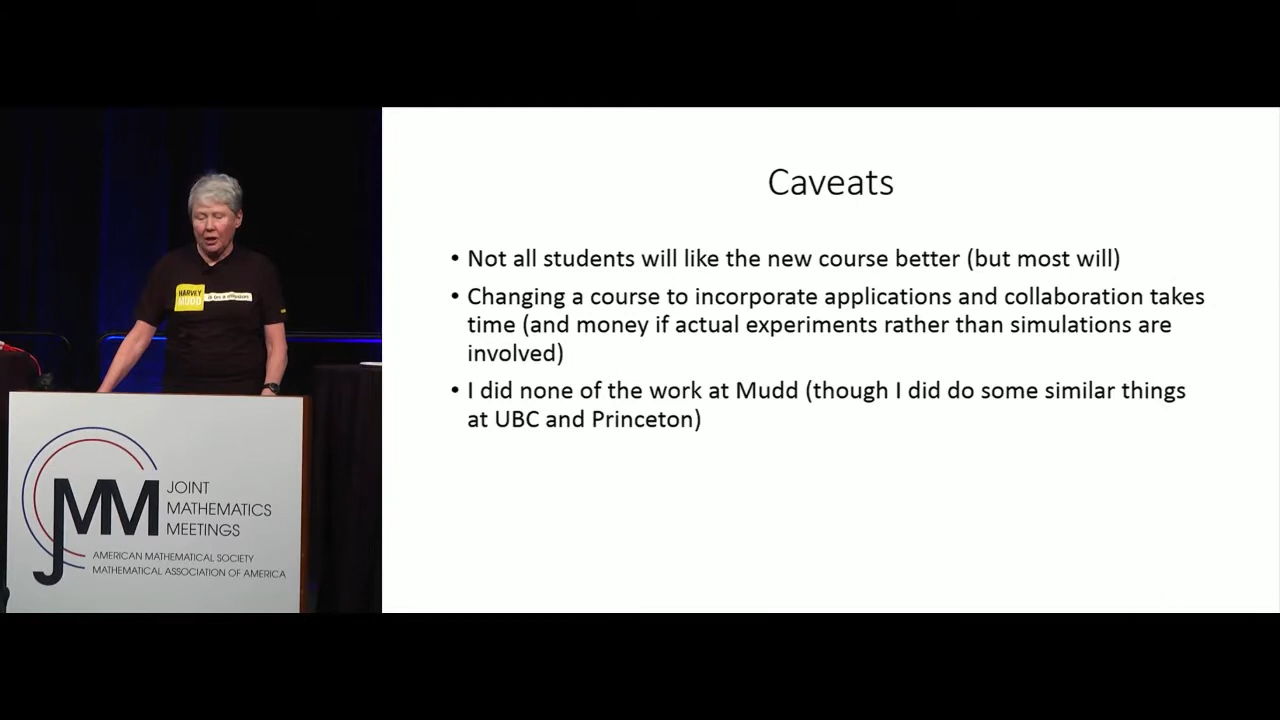 Caveats
• Not all students will like the new course better (but most will)
• Changing a course to incorporate applications and collaboration takes
time (and money if actual experiments rather than simulations are
involved)
• I did none of the work at Mudd (though I did do some similar things
at UBC and Princeton)
HARVEY
MUDD
JMM
JOINT
MATHEMATICS
MEETINGS
AMERICAN MATHEMATICAL SOCIETY
MATHEMATICAL ASSOCIATION OF AMERICA